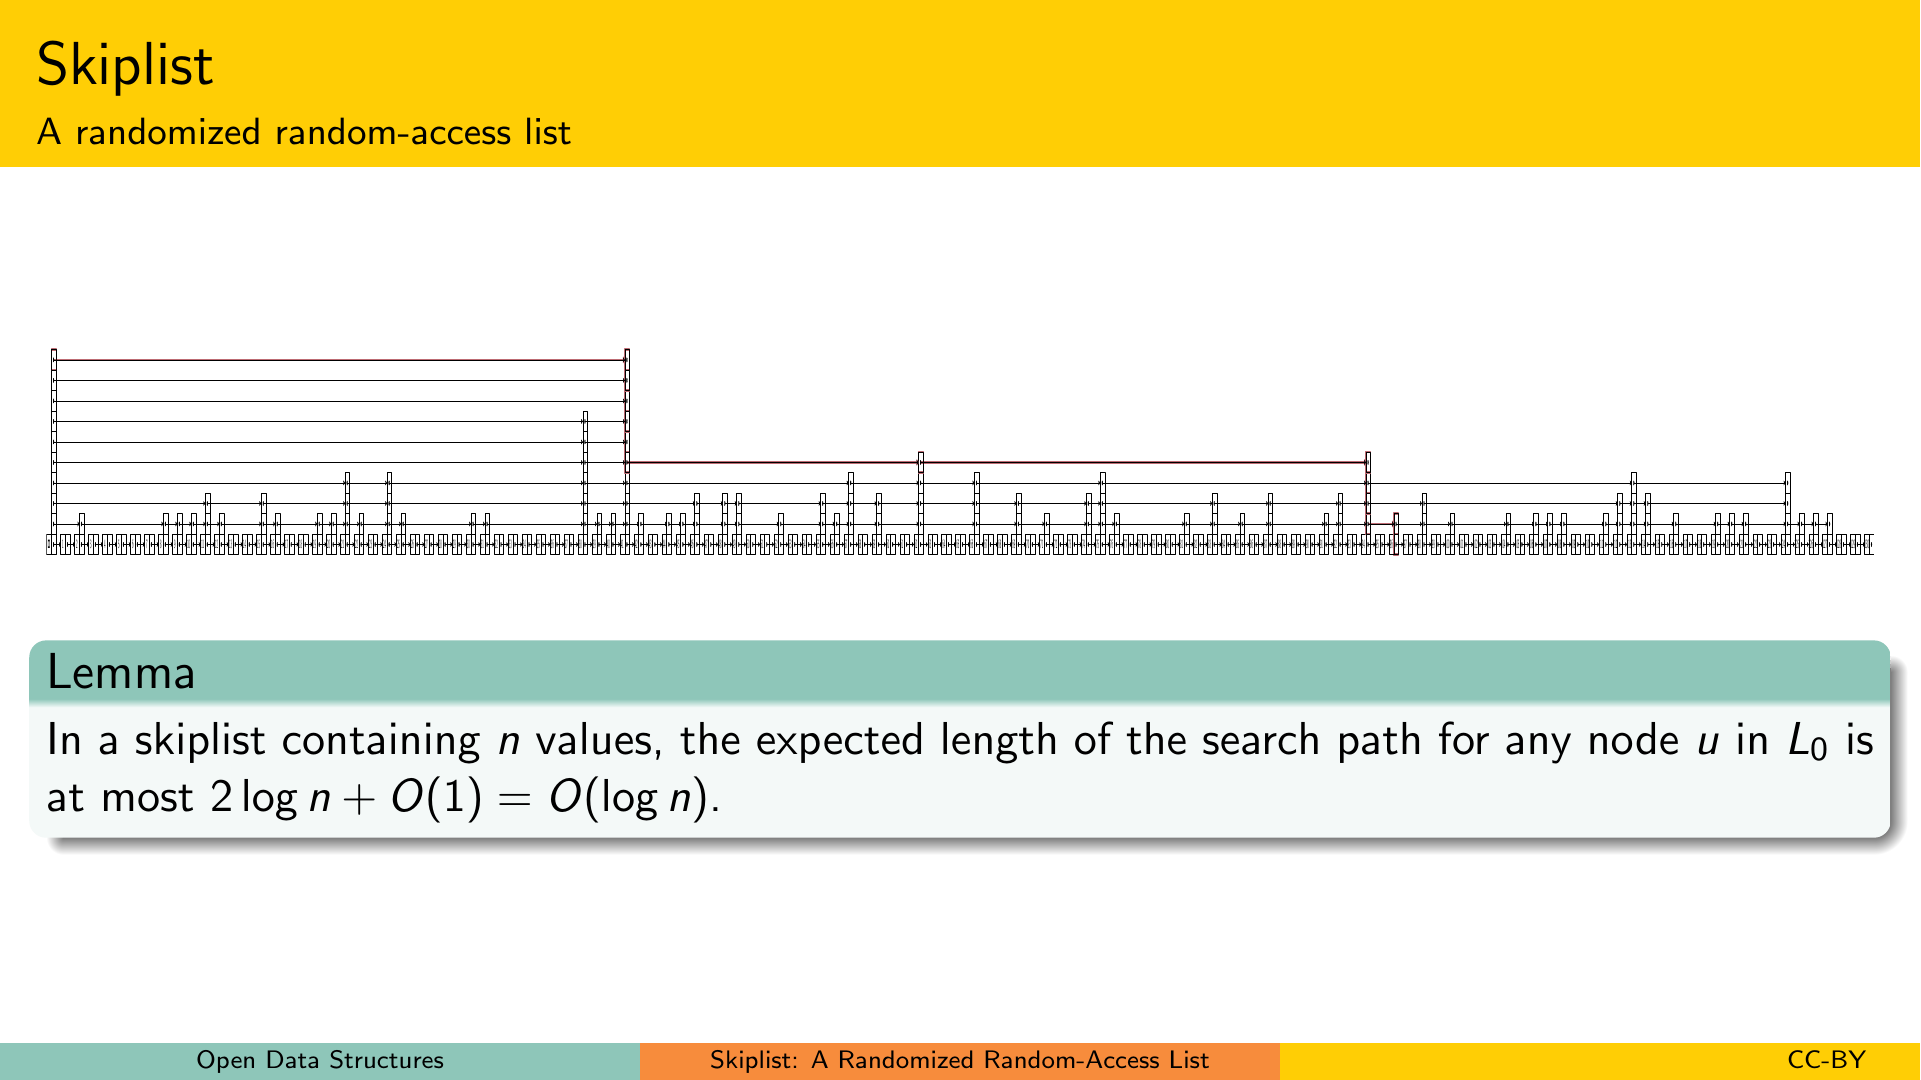 Skiplist
A randomized random-access list
Lemma
In a skiplist containing n values, the expected length of the search path for any node u in L₀ is
at most 2 log n + O(1) = O(log n).
Open Data Structures
Skiplist: A Randomized Random-Access List
CC-BY